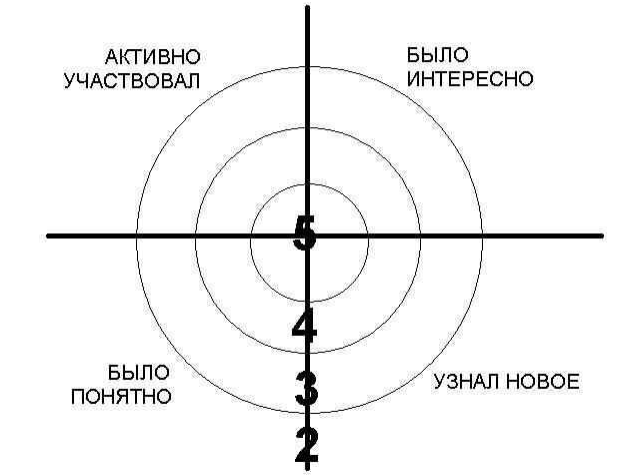 АКТИВНО
УЧАСТВОВАЛ
БЫЛО
ИНТЕРЕСНО
5
4
БЫЛО
ПОНЯТНО
УЗНАЛ НОВОЕ
3
2